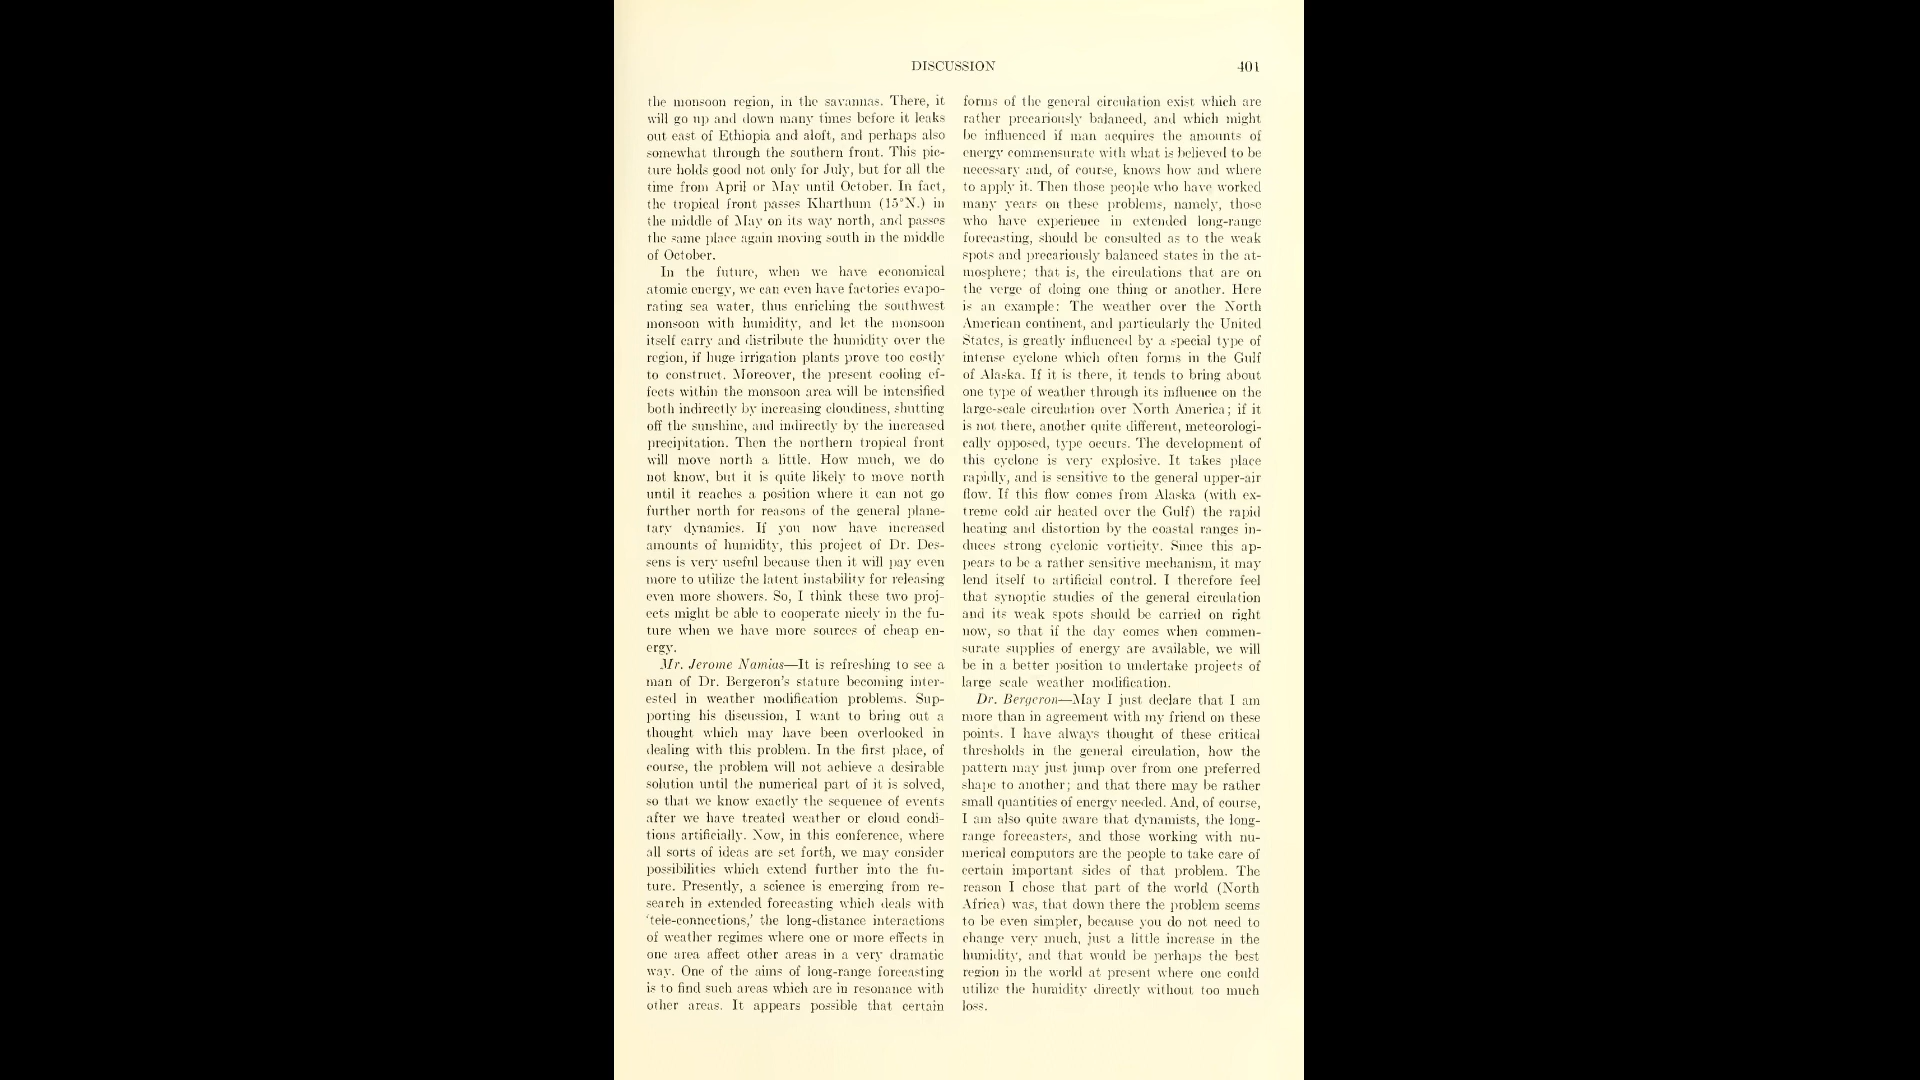 DISCUSSION 401
the monsoon region, in the savannas. There, it
will go up and down many times before it leaks
out east of Ethiopia and aloft, and perhaps also
somewhat through the southern front. This pic-
ture holds good not only for July, but for all the
time from April or May until October. In fact,
the tropical front passes Kharthum (15°N.) in
the middle of May on its way north, and passes
the same place again moving south in the middle
of October.
In the future, when we have economical
atomic energy, we can even have factories evapo-
rating sea water, thus enriching the southwest
monsoon with humidity, and let the monsoon
itself carry and distribute the humidity over the
region, if huge irrigation plants prove too costly
to construct. Moreover, the present cooling ef-
fects within the monsoon area will be intensified
both indirectly by increasing cloudiness, shutting
off the sunshine, and indirectly by the increased
precipitation. Then the northern tropical front
will move north a little. How much, we do
not know, but it is quite likely to move north
until it reaches a position where it can not go
further north for reasons of the general plane-
tary dynamics. If you now have increased
amounts of humidity, this project of Dr. Des-
sens is very useful because then it will pay even
more to utilize the latent instability for releasing
even more showers. So, I think these two proj-
ects might be able to cooperate nicely in the fu-
ture when we have more sources of cheap en-
ergy.
Mr. Jerome Namias—It is refreshing to see a
man of Dr. Bergeron's stature becoming inter-
ested in weather modification problems. Sup-
porting his discussion, I want to bring out a
thought which may have been overlooked in
dealing with this problem. In the first place, of
course, the problem will not achieve a desirable
solution until the numerical part of it is solved,
so that we know exactly the sequence of events
after we have treated weather or cloud condi-
tions artificially. Now, in this conference, where
all sorts of ideas are set forth, we may consider
possibilities which extend further into the fu-
ture. Presently, a science is emerging from re-
search in extended forecasting which deals with
'tele-connections,' the long-distance interactions
of weather regimes where one or more effects in
one area affect other areas in a very dramatic
way. One of the aims of long-range forecasting
is to find such areas which are in resonance with
other areas. It appears possible that certain
forms of the general circulation exist which are
rather precariously balanced, and which might
be influenced if man acquires the amounts of
energy commensurate with what is believed to be
necessary and, of course, knows how and where
to apply it. Then those people who have worked
many years on these problems, namely, those
who have experience in extended long-range
forecasting, should be consulted as to the weak
spots and precariously balanced states in the at-
mosphere; that is, the circulations that are on
the verge of doing one thing or another. Here
is an example: The weather over the North
American continent, and particularly the United
States, is greatly influenced by a special type of
intense cyclone which often forms in the Gulf
of Alaska. If it is there, it tends to bring about
one type of weather through its influence on the
large-scale circulation over North America; if it
is not there, another quite different, meteorologi-
cally opposed, type occurs. The development of
this cyclone is very explosive. It takes place
rapidly, and is sensitive to the general upper-air
flow. If this flow comes from Alaska (with ex-
treme cold air heated over the Gulf) the rapid
heating and distortion by the coastal ranges in-
duces strong cyclonic vorticity. Since this ap-
pears to be a rather sensitive mechanism, it may
lend itself to artificial control. I therefore feel
that synoptic studies of the general circulation
and its weak spots should be carried on right
now, so that if the day comes when commen-
surate supplies of energy are available, we will
be in a better position to undertake projects of
large scale weather modification.
Dr. Bergeron—May I just declare that I am
more than in agreement with my friend on these
points. I have always thought of these critical
thresholds in the general circulation, how the
pattern may just jump over from one preferred
shape to another; and that there may be rather
small quantities of energy needed. And, of course,
I am also quite aware that dynamists, the long-
range forecasters, and those working with nu-
merical computors are the people to take care of
certain important sides of that problem. The
reason I chose that part of the world (North
Africa) was, that down there the problem seems
to be even simpler, because you do not need to
change very much, just a little increase in the
humidity, and that would be perhaps the best
region in the world at present where one could
utilize the humidity directly without too much
loss.